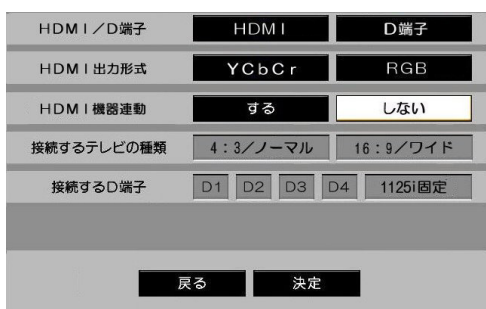 HDMI/D端子 HDMI D端子
HDMI出力形式 YCbCr RGB
HDMI機器連動 する しない
接続するテレビの種類 4:3/ノーマル 16:9/ワイド
接続するD端子 D1 D2 D3 D4 1125i固定
戻る 決定